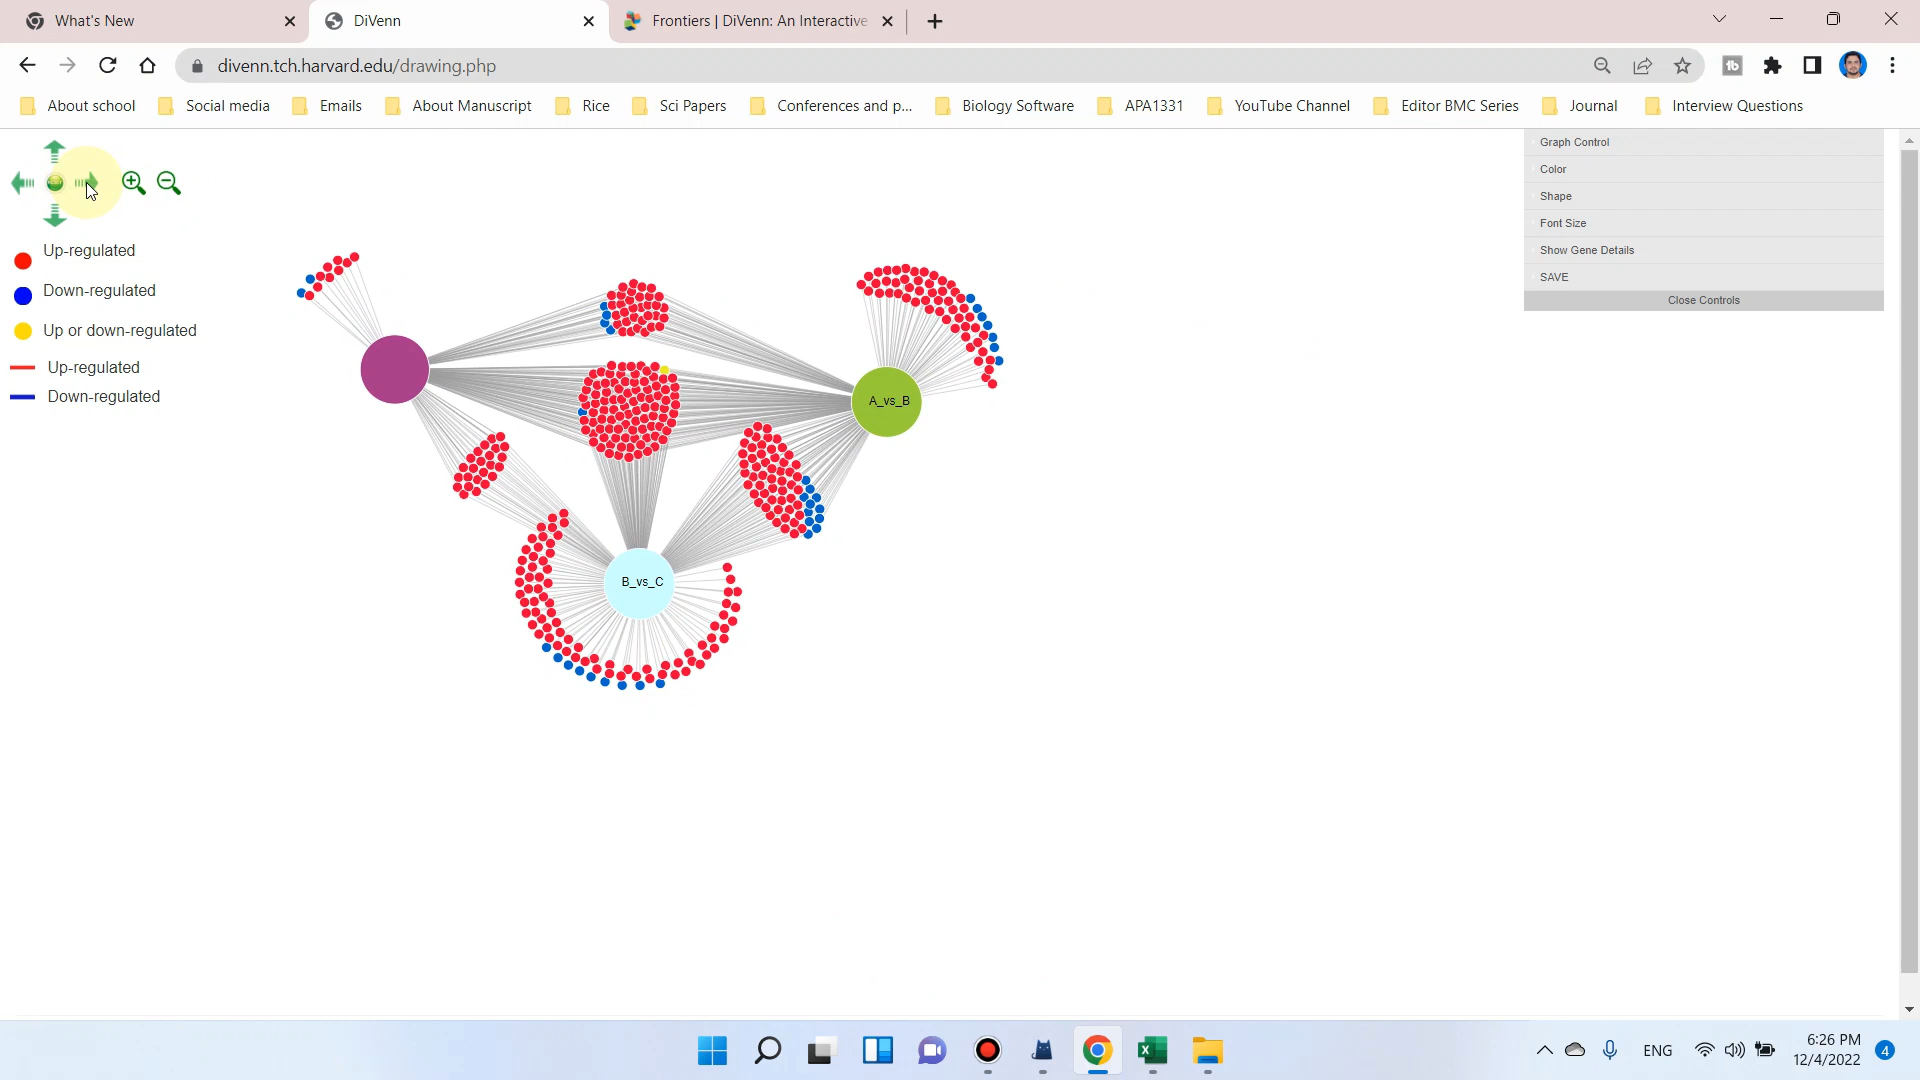 What's New
DiVenn
Frontiers | DiVenn: An Interactive
divenn.tch.harvard.edu/drawing.php
About school
Social media
Emails
About Manuscript
Rice
Sci Papers
Conferences and p...
Biology Software
APA1331
YouTube Channel
Editor BMC Series
Journal
Interview Questions
Graph Control
Color
Shape
Font Size
Show Gene Details
SAVE
Close Controls
Up-regulated
Down-regulated
Up or down-regulated
Up-regulated
Down-regulated
A_vs_B
B_vs_C
ENG
6:26 PM
12/4/2022
4